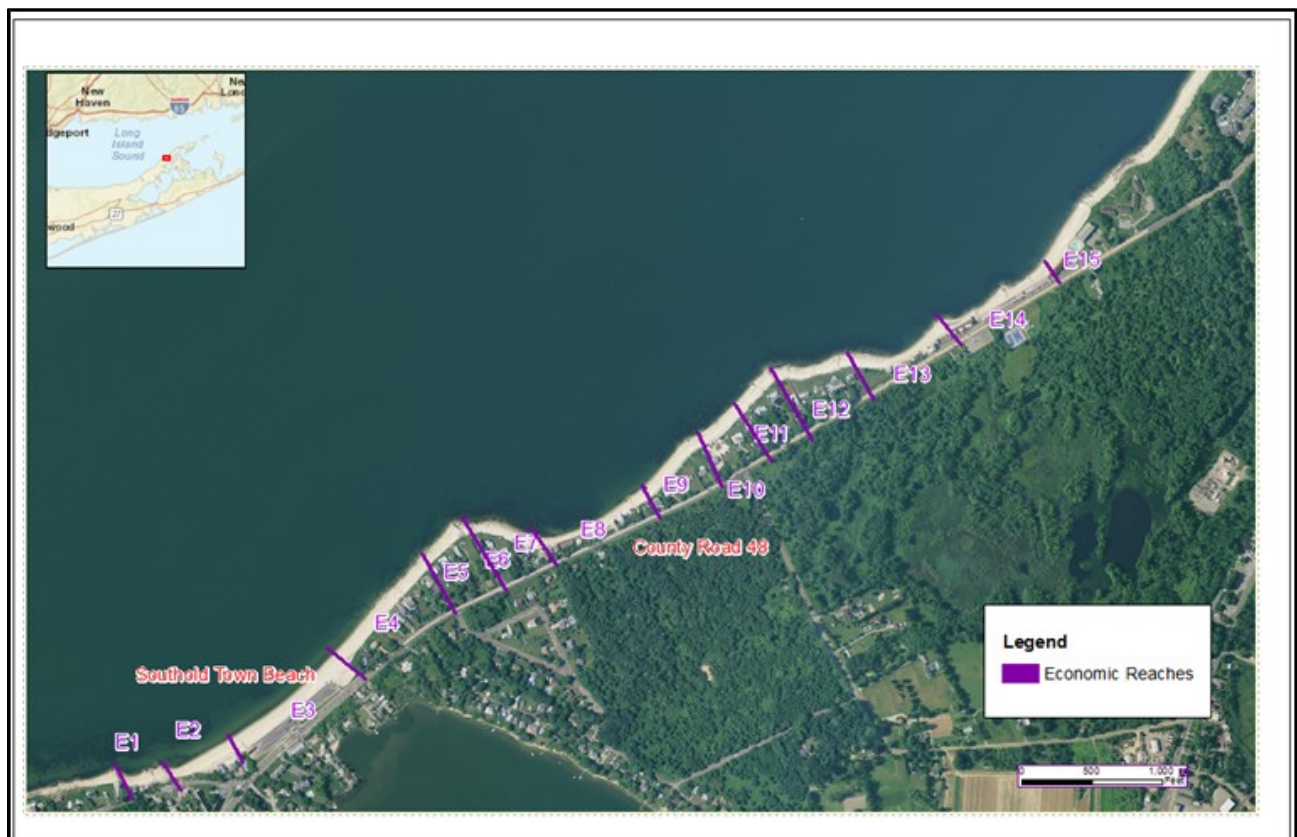 New
Haven
Ne
Lon
95
dgeport
Long
Island
Sound
27
wood
E15
E14
E13
E12
E11
E10
E9
E8
County Road 48
E7
E6
E5
E4
Southold Town Beach
E3
E2
E1
Legend
Economic Reaches
0 500 1,000
Feet